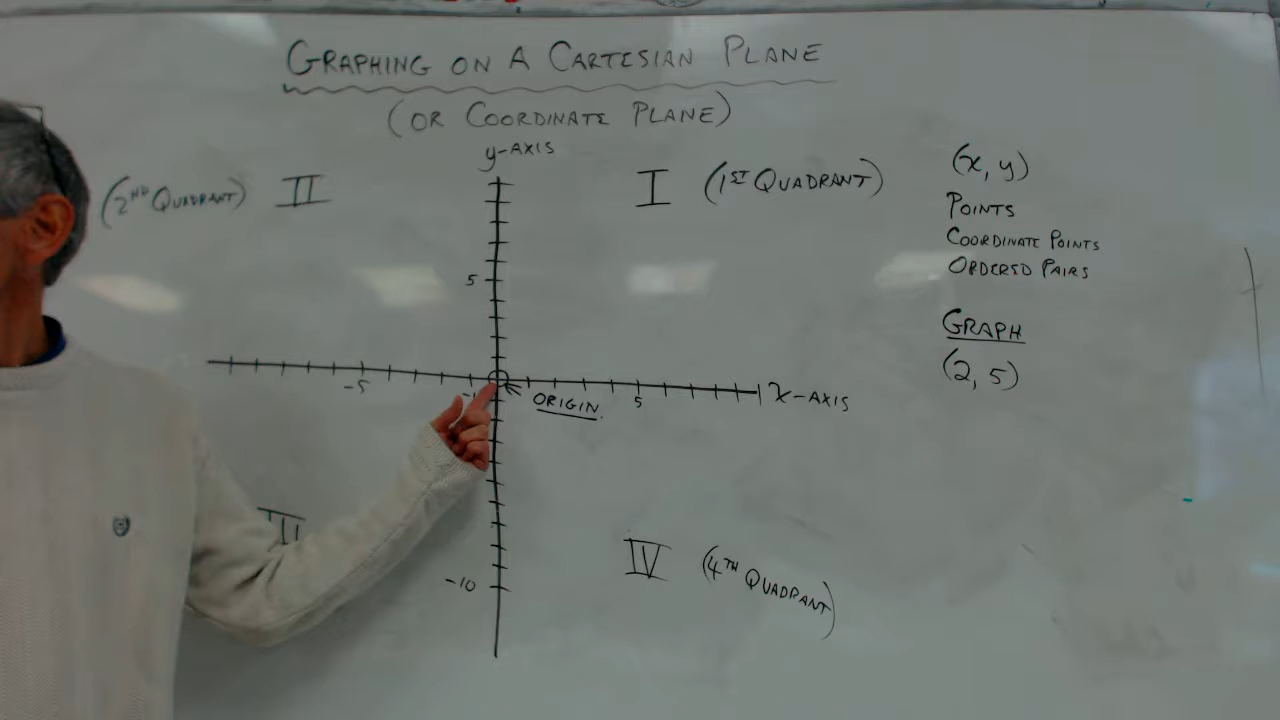 GRAPHING ON A CARTESIAN PLANE
(OR COORDINATE PLANE)
y-AXIS
(2ND QUADRANT) II
I (1ST QUADRANT)
(x, y)
POINTS
COORDINATE POINTS
ORDERED PAIRS
5
GRAPH
(2, 5)
-5
ORIGIN
5
x-AXIS
IV (4TH QUADRANT)
-10